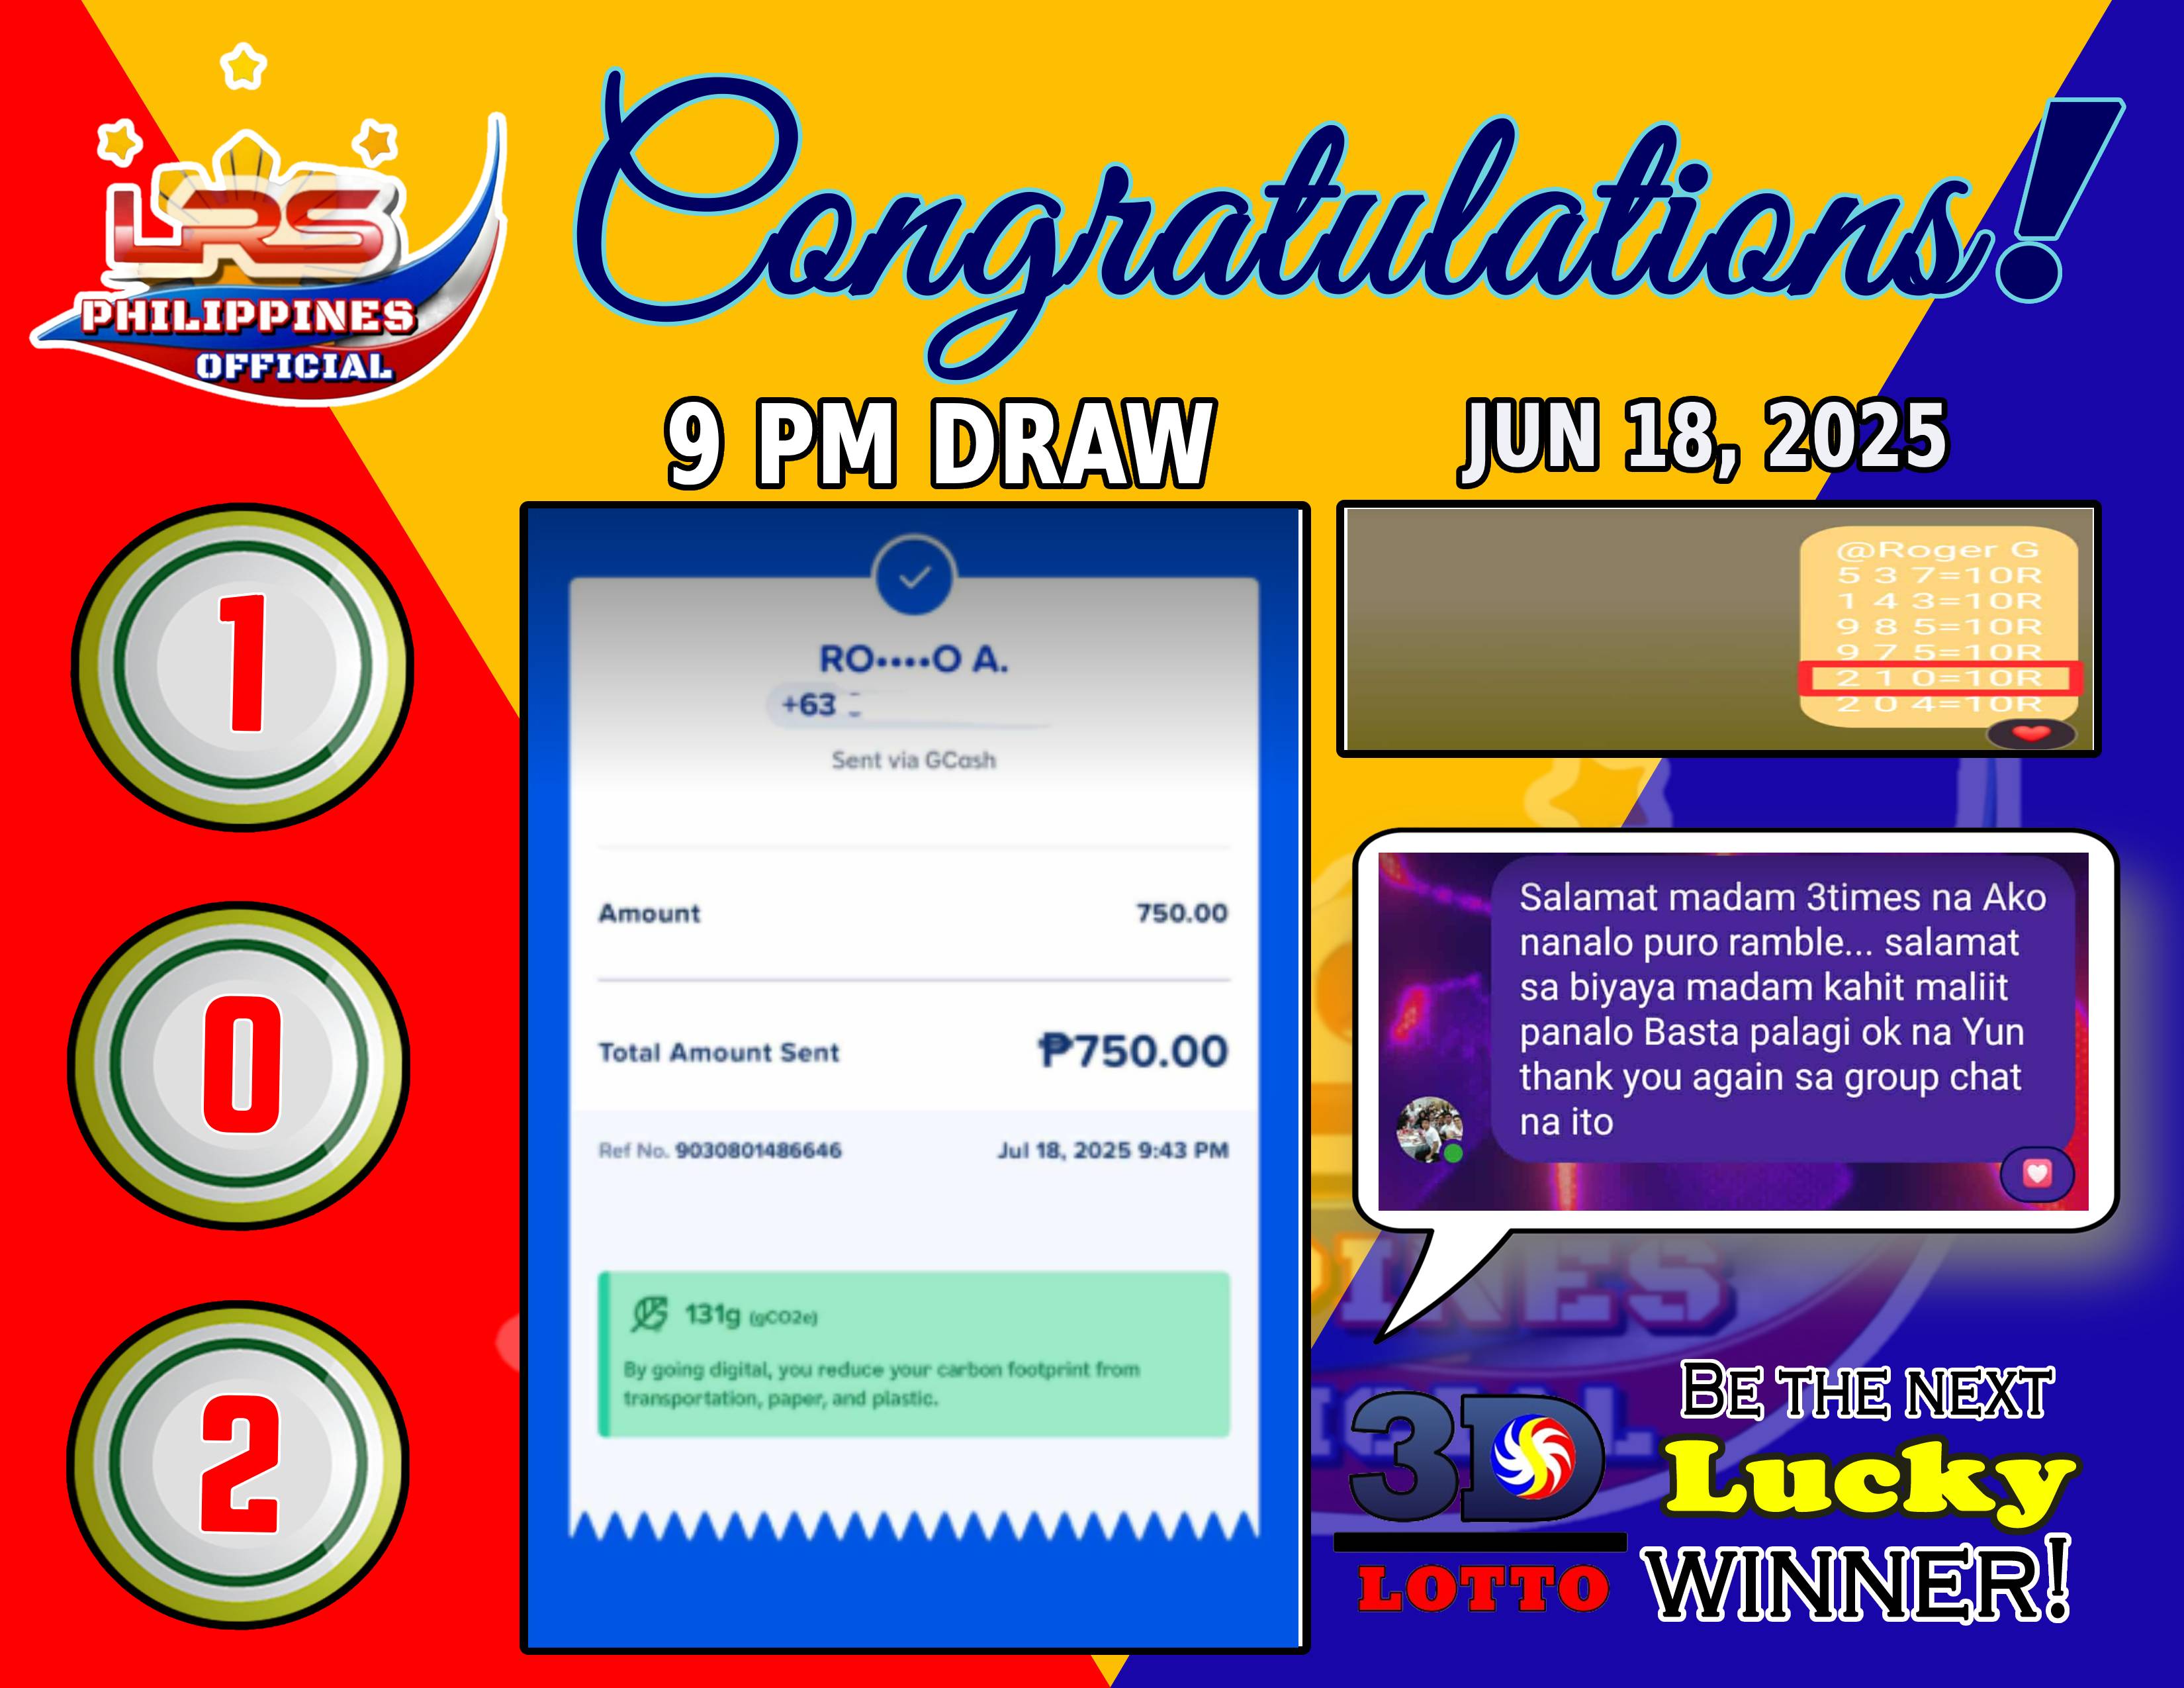 Congratulations!
LRS
PHILIPPINES
OFFICIAL
9 PM DRAW
JUN 18, 2025
1
0
2
RO••••O A.
+63
Sent via GCash
Amount 750.00
Total Amount Sent ₱750.00
Ref No. 9030801486646 Jul 18, 2025 9:43 PM
131g (gCO2e)
By going digital, you reduce your carbon footprint from
transportation, paper, and plastic.
@Roger G
5 3 7=10R
1 4 3=10R
9 8 5=10R
9 7 5=10R
2 1 0=10R
2 0 4=10R
Salamat madam 3times na Ako
nanalo puro ramble... salamat
sa biyaya madam kahit maliit
panalo Basta palagi ok na Yun
thank you again sa group chat
na ito
3D
LOTTO
BE THE NEXT
Lucky
WINNER!